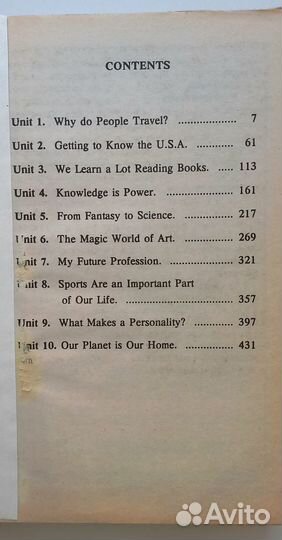 CONTENTS
Unit 1. Why do People Travel? ................... 7
Unit 2. Getting to Know the U.S.A. ............ 61
Unit 3. We Learn a Lot Reading Books. ..... 113
Unit 4. Knowledge is Power. ................... 161
Unit 5. From Fantasy to Science. ............. 217
Unit 6. The Magic World of Art. ............. 269
Unit 7. My Future Profession. ................ 321
Unit 8. Sports Are an Important Part
of Our Life. ........................... 357
Unit 9. What Makes a Personality? .......... 397
Unit 10. Our Planet is Our Home. .............. 431
Avito